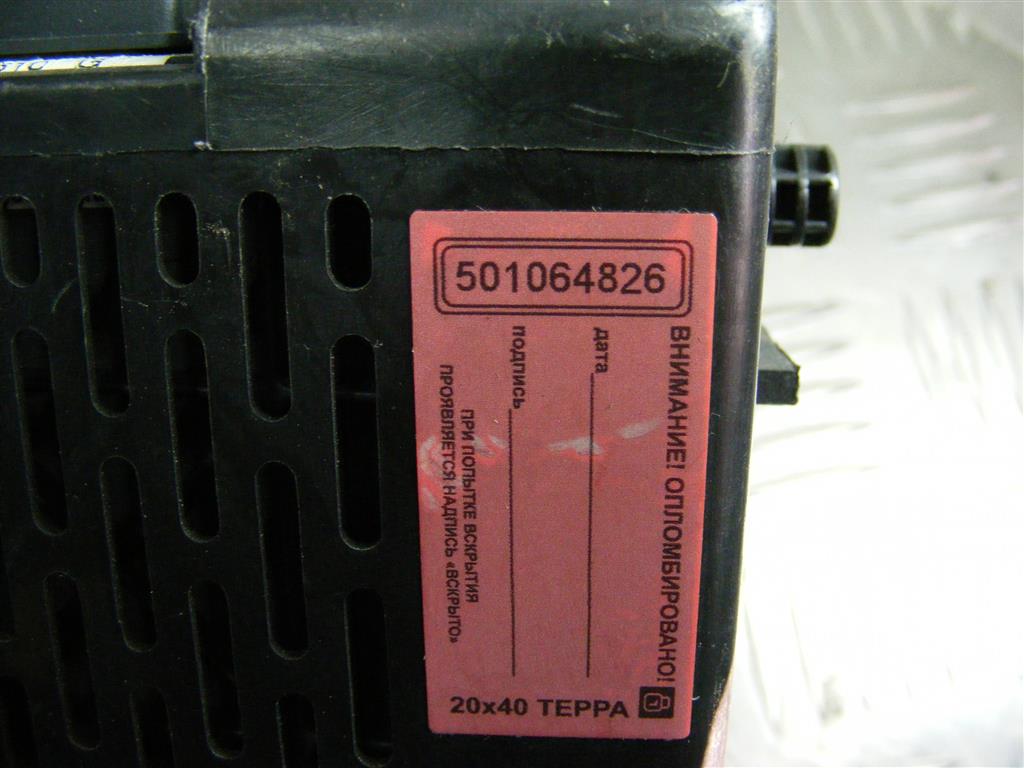 501064826
ВНИМАНИЕ! ОПЛОМБИРОВАНО!
дата
подпись
ПРИ ПОПЫТКЕ ВСКРЫТИЯ
ПРОЯВЛЯЕТСЯ НАДПИСЬ «ВСКРЫТО»
20x40 ТЕРРА